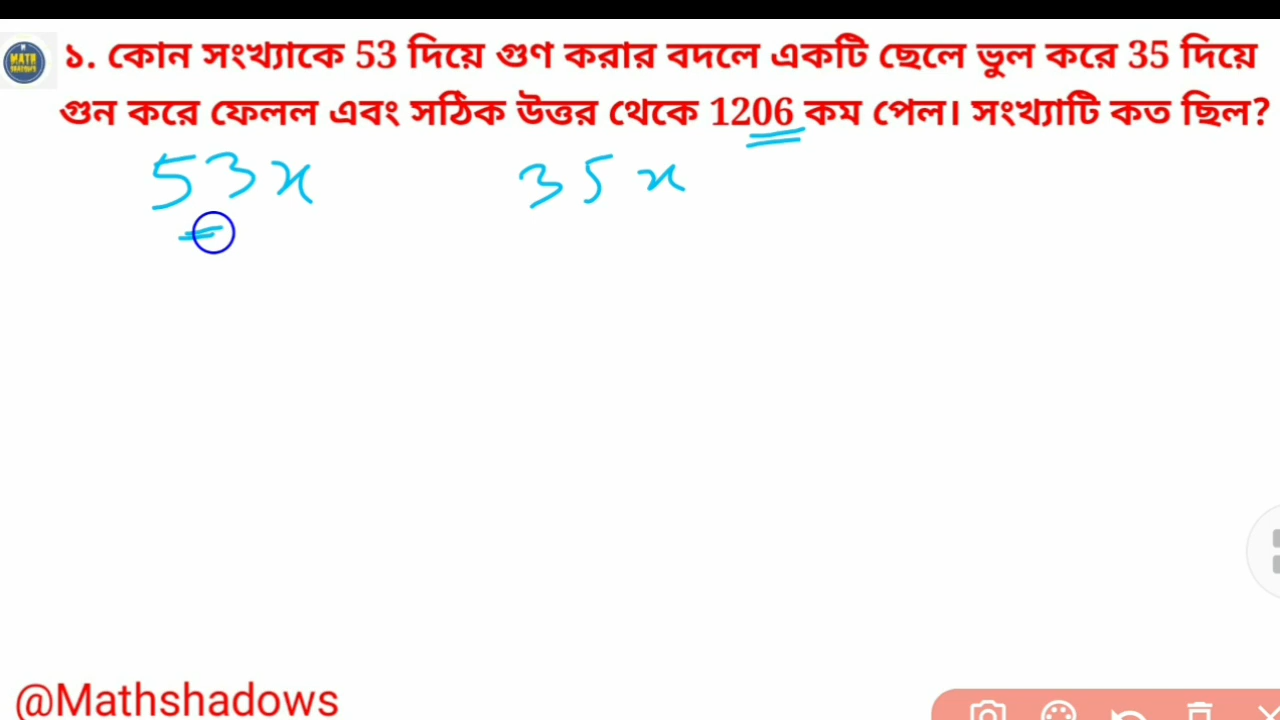 ১. কোন সংখ্যাকে 53 দিয়ে গুণ করার বদলে একটি ছেলে ভুল করে 35 দিয়ে
গুন করে ফেলল এবং সঠিক উত্তর থেকে 1206 কম পেল। সংখ্যাটি কত ছিল?
53x 35x
@Mathshadows